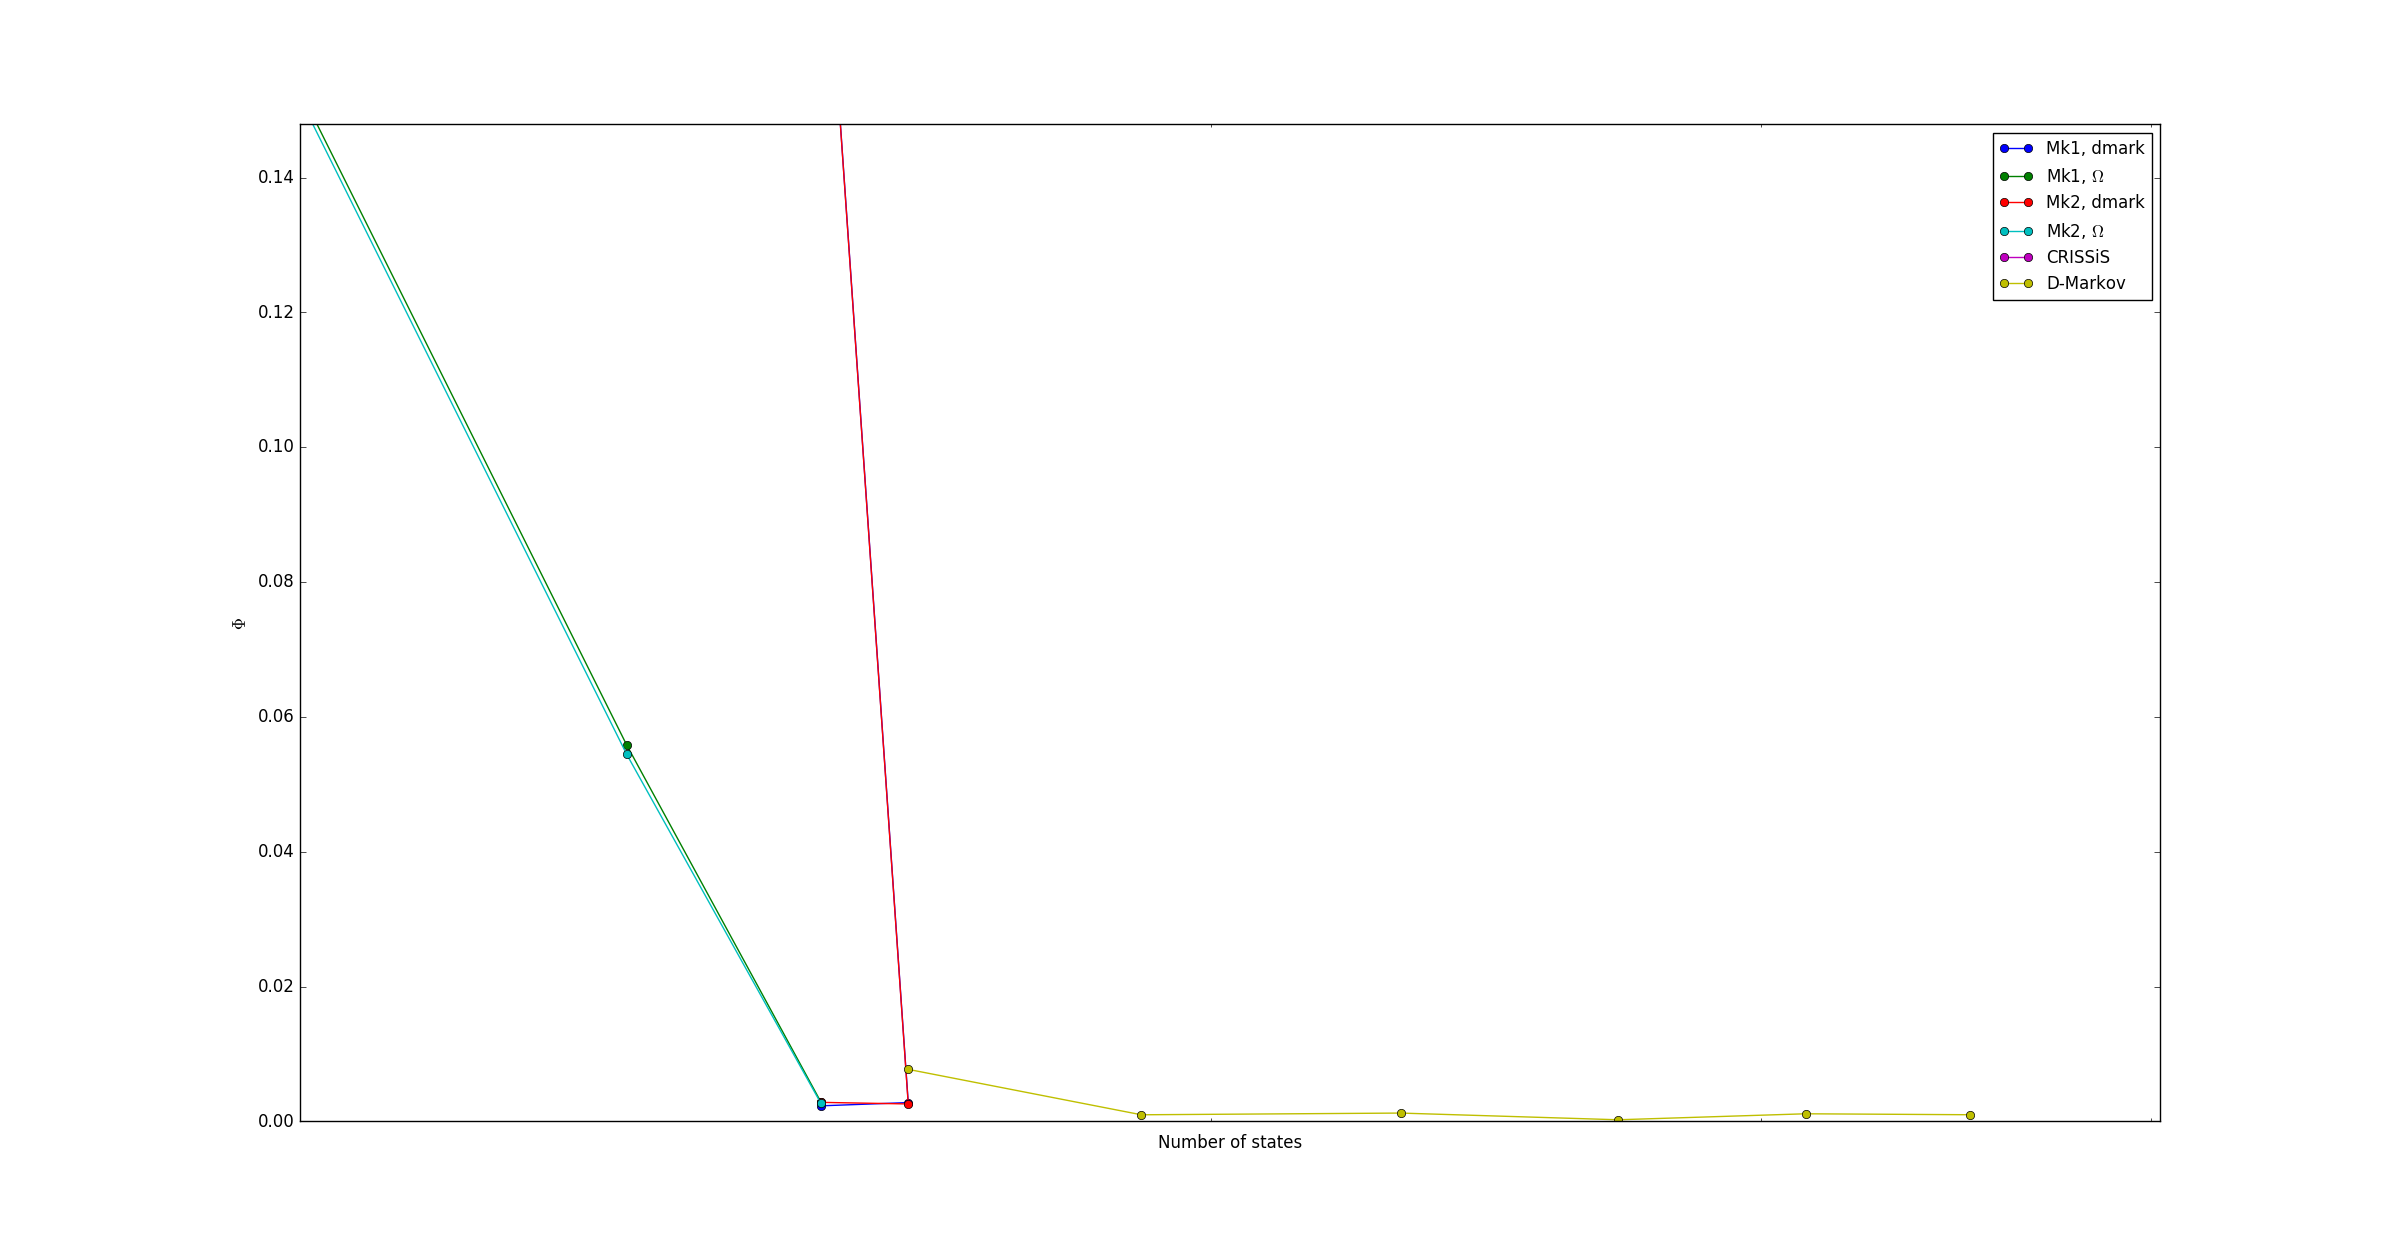 0.14
0.12
0.10
0.08
0.06
0.04
0.02
0.00
Φ
Number of states
Mk1, dmark
Mk1, Ω
Mk2, dmark
Mk2, Ω
CRISSiS
D-Markov